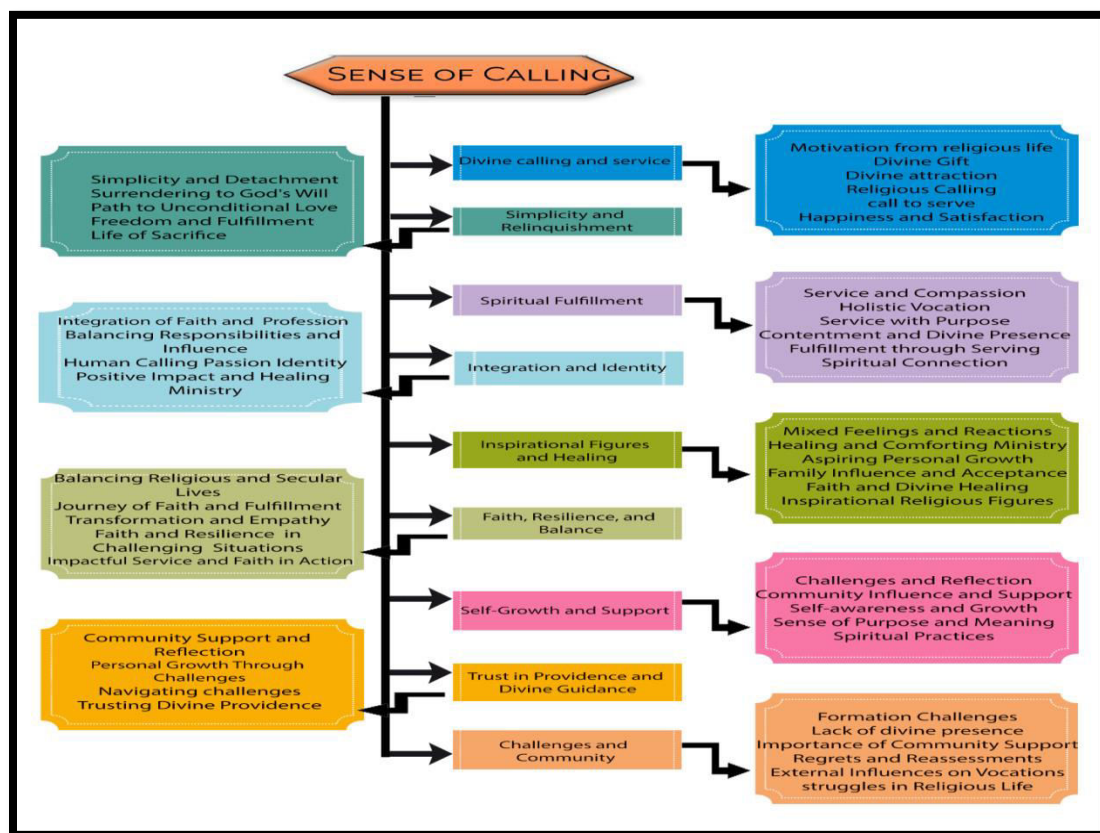 SENSE OF CALLING
Divine calling and service
Motivation from religious life
Divine Gift
Divine attraction
Religious Calling
call to serve
Happiness and Satisfaction
Simplicity and
Relinquishment
Simplicity and Detachment
Surrendering to God's Will
Path to Unconditional Love
Freedom and Fulfillment
Life of Sacrifice
Spiritual Fulfillment
Service and Compassion
Holistic Vocation
Service with Purpose
Contentment and Divine Presence
Fulfillment through Serving
Spiritual Connection
Integration and Identity
Integration of Faith and Profession
Balancing Responsibilities and
Influence
Human Calling Passion Identity
Positive Impact and Healing
Ministry
Inspirational Figures
and Healing
Mixed Feelings and Reactions
Healing and Comforting Ministry
Aspiring Personal Growth
Family Influence and Acceptance
Faith and Divine Healing
Inspirational Religious Figures
Faith, Resilience, and
Balance
Balancing Religious and Secular
Lives
Journey of Faith and Fulfillment
Transformation and Empathy
Faith and Resilience in
Challenging Situations
Impactful Service and Faith in Action
Self-Growth and Support
Challenges and Reflection
Community Influence and Support
Self-awareness and Growth
Sense of Purpose and Meaning
Spiritual Practices
Trust in Providence and
Divine Guidance
Community Support and
Reflection
Personal Growth Through
Challenges
Navigating challenges
Trusting Divine Providence
Challenges and
Community
Formation Challenges
Lack of divine presence
Importance of Community Support
Regrets and Reassessments
External Influences on Vocations
struggles in Religious Life